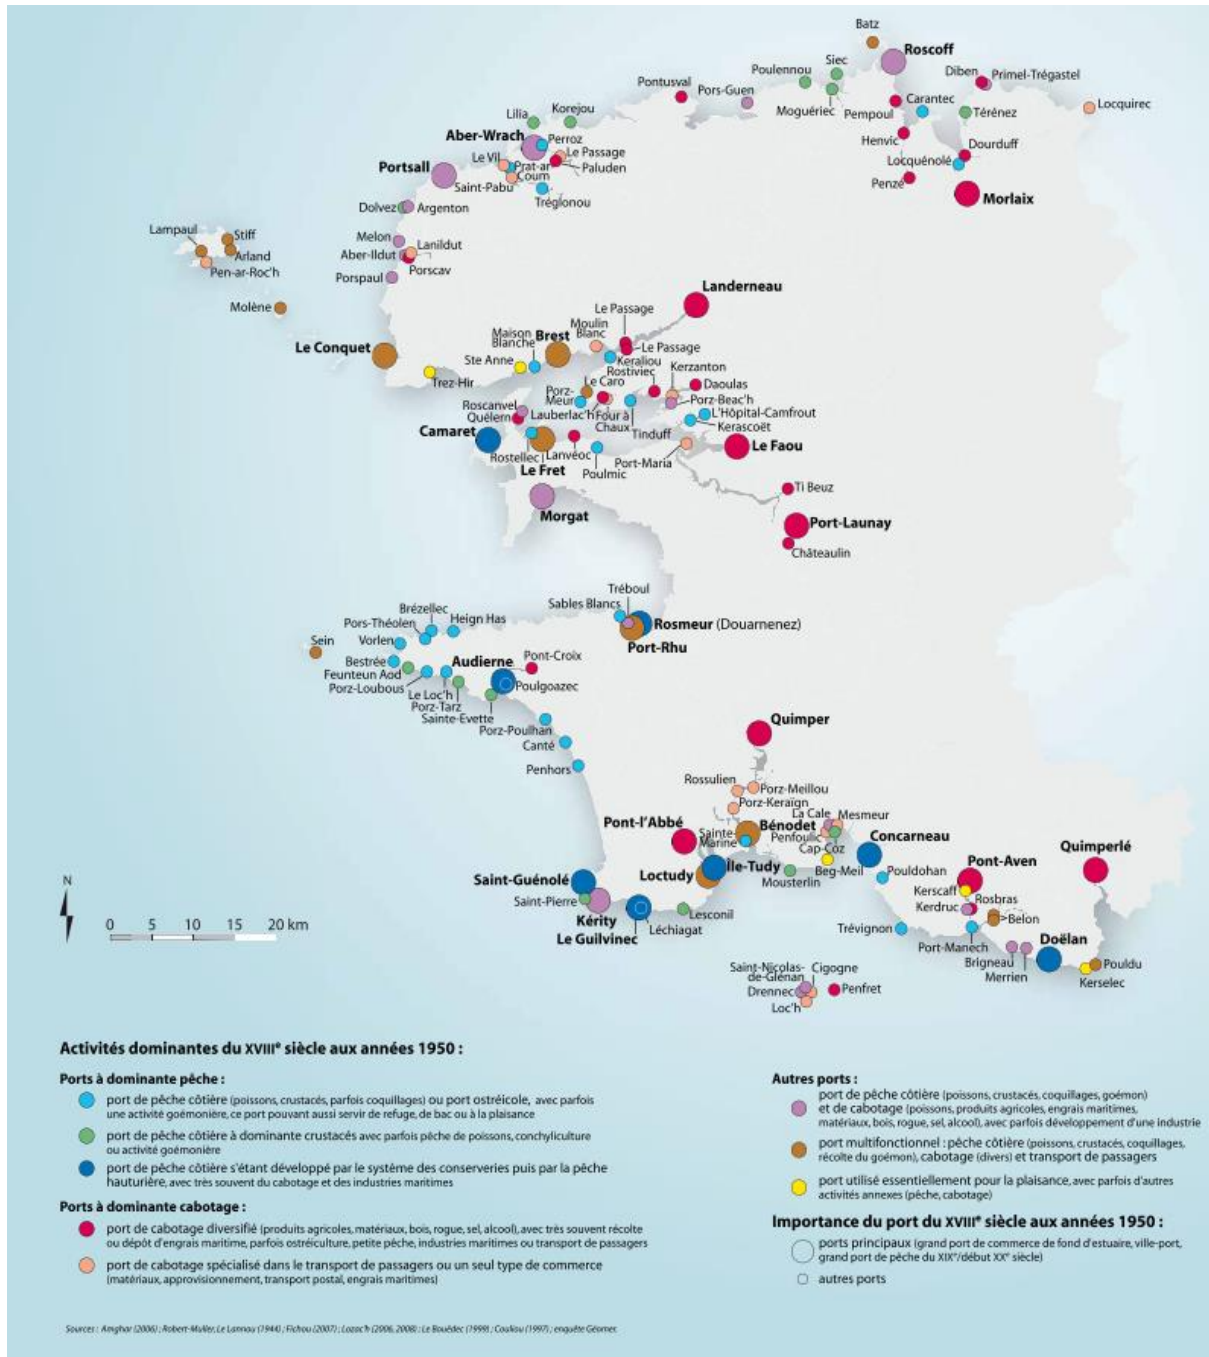 Batz
Roscoff
Siec
Poulennou
Diben
Primel-Trégastel
Pontusval
Pors-Guen
Moguériec
Pempoul
Carantec
Térénez
Locquirec
Lilia
Korejou
Henvic
Aber-Wrach
Perroz
Dourduff
Le Vil
Le Passage
Locquénolé
Portsall
Prat-ar-
Coum
Paluden
Penzé
Saint-Pabu
Tréglonou
Morlaix
Dolvez
Argenton
Lampaul
Stiff
Melon
Lanildut
Arland
Aber-Ildut
Pen-ar-Roc'h
Porscav
Porspaul
Landerneau
Molène
Le Passage
Moulin
Blanc
Maison
Blanche
Brest
Le Conquet
Le Passage
Ste Anne
Keraliou
Kerzanton
Trez-Hir
Rostiviec
Le Caro
Daoulas
Porz-
Meur
Porz-Beac'h
Roscanvel
Quélern
Lauberlac'h
Four à
Chaux
L'Hôpital-Camfrout
Kerascoët
Camaret
Tinduff
Le Faou
Rostellec
Lanvéoc
Port-Maria
Le Fret
Poulmic
Ti Beuz
Morgat
Port-Launay
Châteaulin
Tréboul
Sables Blancs
Brézellec
Pors-Théolen
Heign Has
Rosmeur (Douarnenez)
Sein
Vorlen
Port-Rhu
Bestrée
Audierne
Pont-Croix
Feunteun Aod
Porz-Loubous
Poulgoazec
Le Loc'h
Porz-Tarz
Sainte-Evette
Quimper
Porz-Poulhan
Canté
Penhors
Rossulien
Porz-Meillou
Porz-Keraïgn
La Cale
Mesmeur
Pont-l'Abbé
Bénodet
Sainte-
Marine
Penfoulic
Concarneau
Cap-Coz
Quimperlé
Île-Tudy
Beg-Meil
Pouldohan
Pont-Aven
Saint-Guénolé
Loctudy
Mousterlin
Kerscaff
Rosbras
Saint-Pierre
Kerdruc
Belon
Kérity
Lesconil
Le Guilvinec
Léchiagat
Trévignon
Port-Manech
Doëlan
Brigneau
Merrien
Pouldu
Kerselec
Saint-Nicolas-
de-Glénan
Cigogne
Drennec
Penfret
Loc'h
N
0 5 10 15 20 km
Activités dominantes du XVIIIe siècle aux années 1950 :
Ports à dominante pêche :
port de pêche côtière (poissons, crustacés, parfois coquillages) ou port ostréicole, avec parfois
une activité goémonière, ce port pouvant aussi servir de refuge, de bac ou à la plaisance
port de pêche côtière à dominante crustacés avec parfois pêche de poissons, conchyliculture
ou activité goémonière
port de pêche côtière s'étant développé par le système des conserveries puis par la pêche
hauturière, avec très souvent du cabotage et des industries maritimes
Ports à dominante cabotage :
port de cabotage diversifié (produits agricoles, matériaux, bois, rogue, sel, alcool), avec très souvent récolte
ou dépôt d'engrais maritime, parfois ostréiculture, petite pêche, industries maritimes ou transport de passagers
port de cabotage spécialisé dans le transport de passagers ou un seul type de commerce
(matériaux, approvisionnement, transport postal, engrais maritimes)
Autres ports :
port de pêche côtière (poissons, crustacés, coquillages, goémon)
et de cabotage (poissons, produits agricoles, engrais maritimes,
matériaux, bois, rogue, sel, alcool), avec parfois développement d'une industrie
port multifonctionnel : pêche côtière (poissons, crustacés, coquillages,
récolte du goémon), cabotage (divers) et transport de passagers
port utilisé essentiellement pour la plaisance, avec parfois d'autres
activités annexes (pêche, cabotage)
Importance du port du XVIIIe siècle aux années 1950 :
ports principaux (grand port de commerce de fond d'estuaire, ville-port,
grand port de pêche du XIXe/début XXe siècle)
autres ports
Sources : Amghar (2006) ; Robert-Muller, Le Lannou (1944) ; Fichou (2007) ; Lozac'h (2006, 2008) ; Le Bouëdec (1999) ; Couliou (1997) ; enquête Géomer.